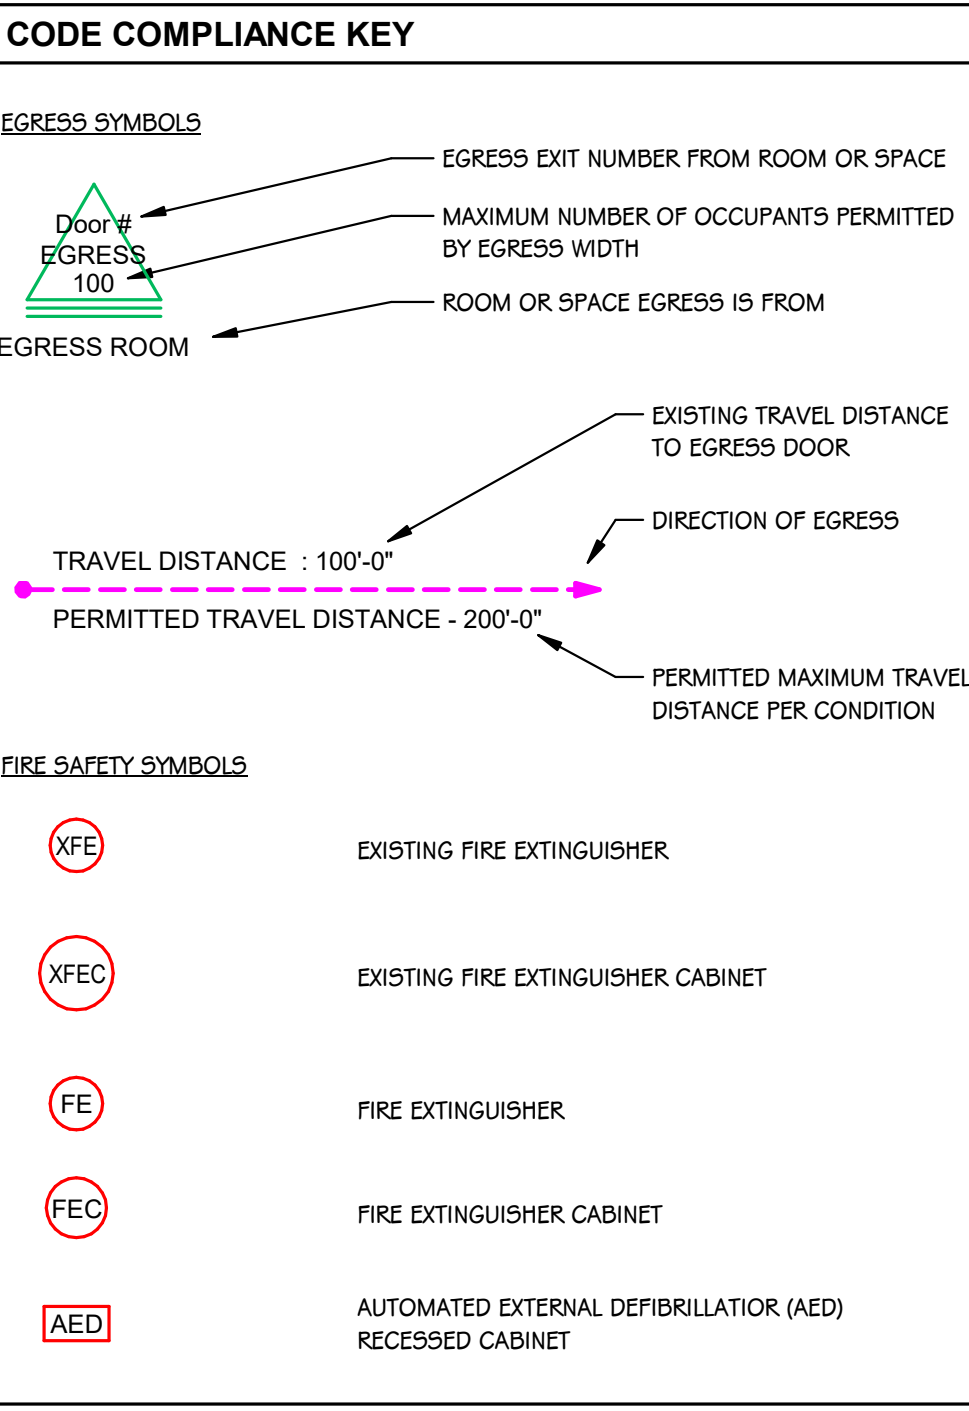 CODE COMPLIANCE KEY
EGRESS SYMBOLS
EGRESS EXIT NUMBER FROM ROOM OR SPACE
Door #
EGRESS
100
MAXIMUM NUMBER OF OCCUPANTS PERMITTED
BY EGRESS WIDTH
ROOM OR SPACE EGRESS IS FROM
EGRESS ROOM
EXISTING TRAVEL DISTANCE
TO EGRESS DOOR
DIRECTION OF EGRESS
TRAVEL DISTANCE : 100'-0"
PERMITTED TRAVEL DISTANCE - 200'-0"
PERMITTED MAXIMUM TRAVEL
DISTANCE PER CONDITION
FIRE SAFETY SYMBOLS
XFE EXISTING FIRE EXTINGUISHER
XFEC EXISTING FIRE EXTINGUISHER CABINET
FE FIRE EXTINGUISHER
FEC FIRE EXTINGUISHER CABINET
AED AUTOMATED EXTERNAL DEFIBRILLATIOR (AED)
RECESSED CABINET